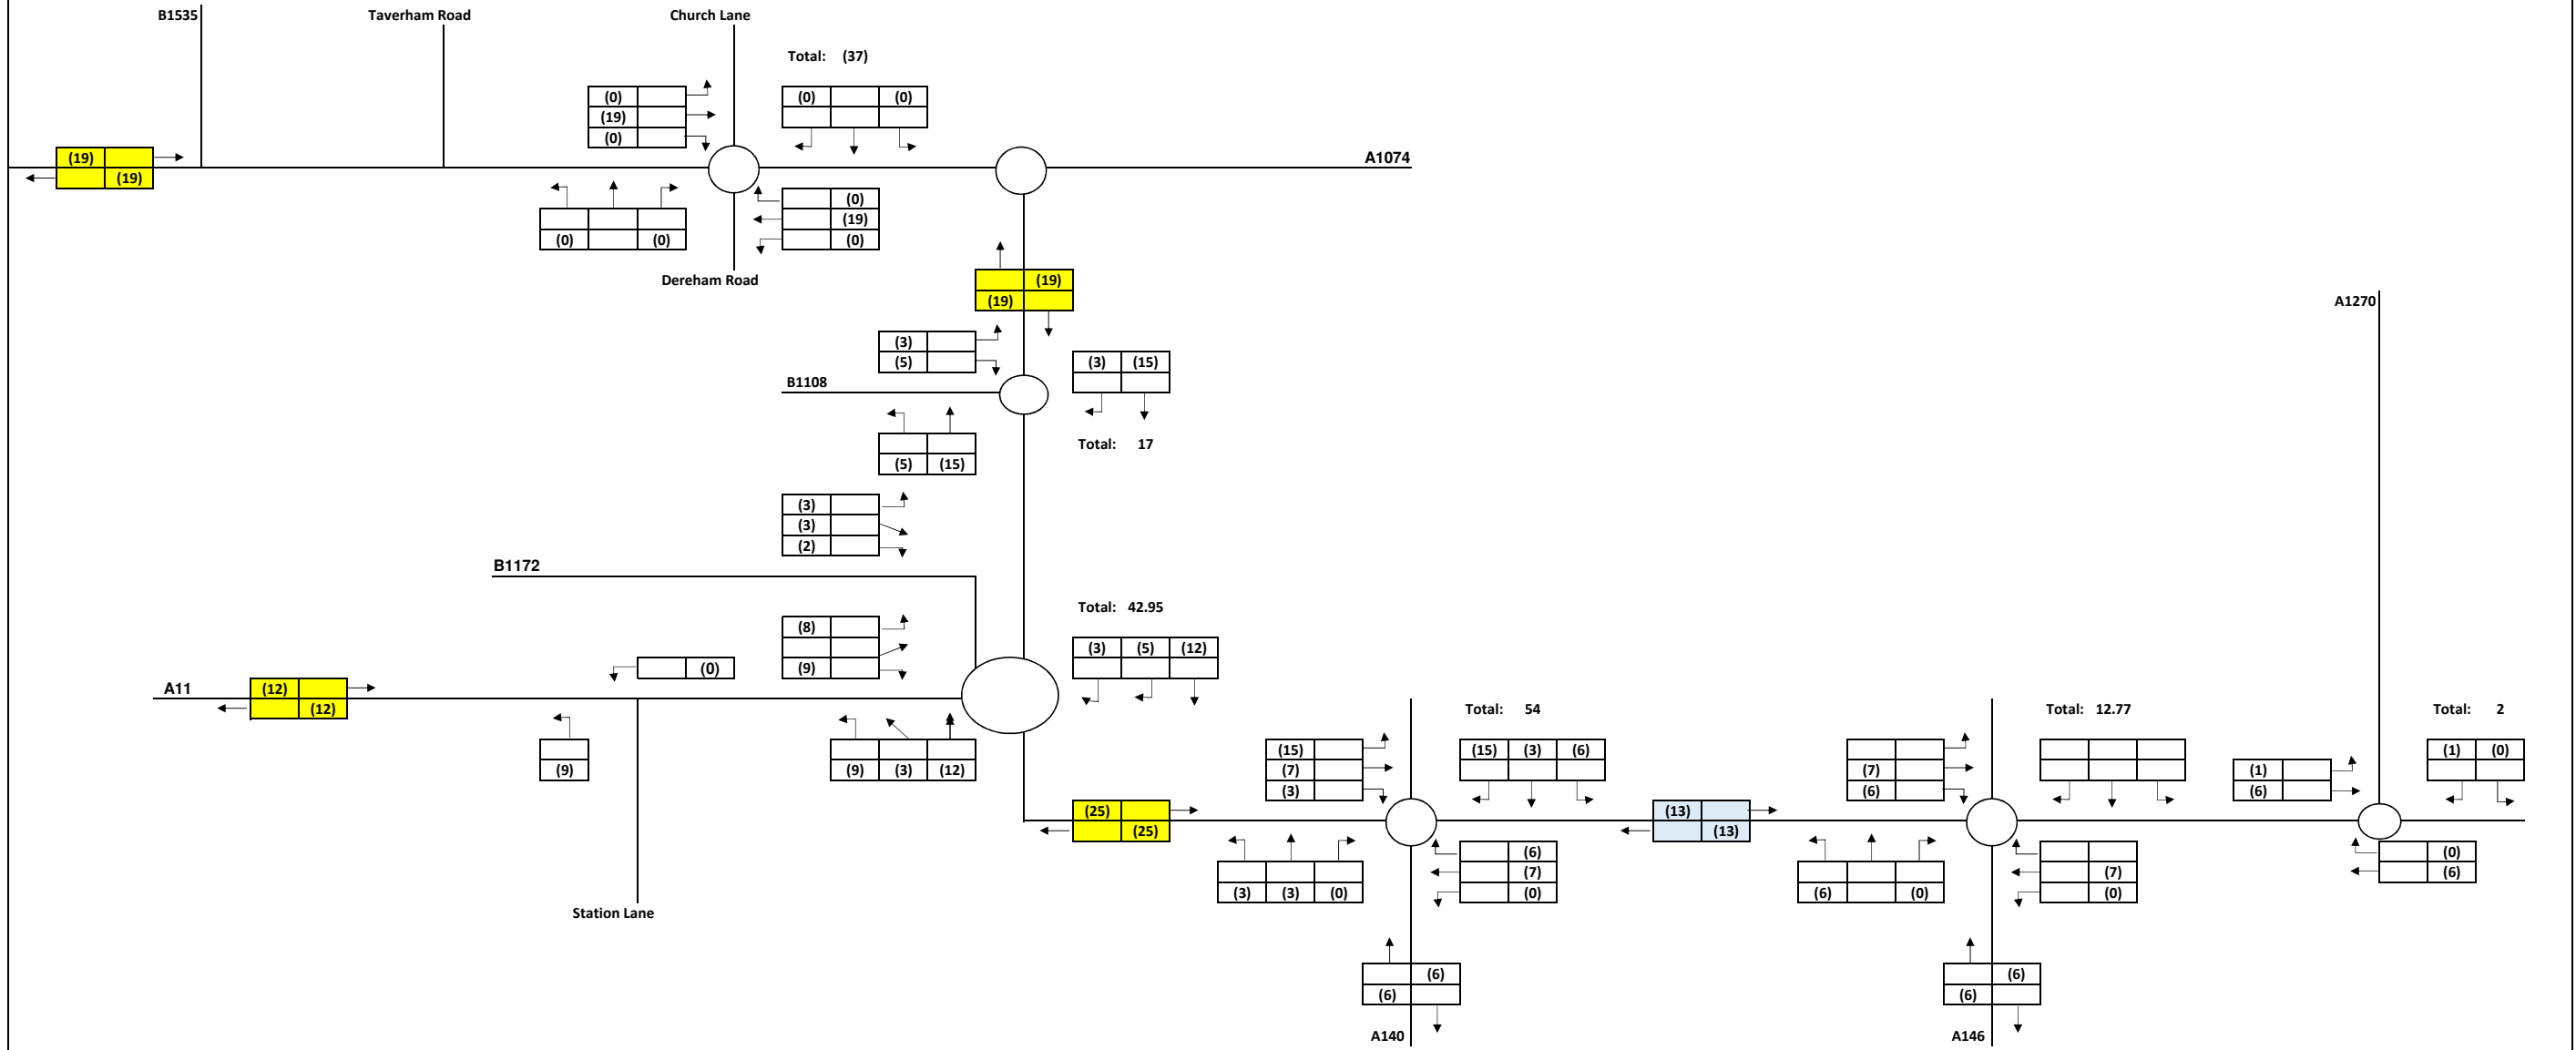 B1535 Taverham Road Church Lane
Total: (37)
(0) (0) (0)
(19)
(0)
(19) A1074
(19)
(0)
(19)
(0) (0) (0)
Dereham Road
(19)
(19)
A1270
(3)
(5) (3) (15)
B1108
Total: 17
(5) (15)
(3)
(3)
(2)
B1172
Total: 42.95
(8)
(3) (5) (12)
(0) (9)
A11 (12)
(12)
Total: 54 Total: 12.77 Total: 2
(15) (15) (3) (6) (1) (0)
(9) (9) (3) (12) (7) (7) (1)
(3) (6) (6)
(25) (13)
(25) (13)
(6) (0)
(7) (7) (6)
(3) (3) (0) (0) (6) (0) (0)
Station Lane
(6) (6)
(6) (6)
A140 A146